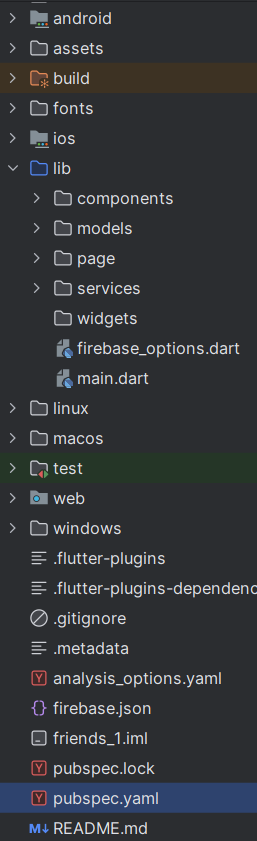 android
assets
build
fonts
ios
lib
components
models
page
services
widgets
firebase_options.dart
main.dart
linux
macos
test
web
windows
.flutter-plugins
.flutter-plugins-dependenc
.gitignore
.metadata
analysis_options.yaml
firebase.json
friends_1.iml
pubspec.lock
pubspec.yaml
README.md